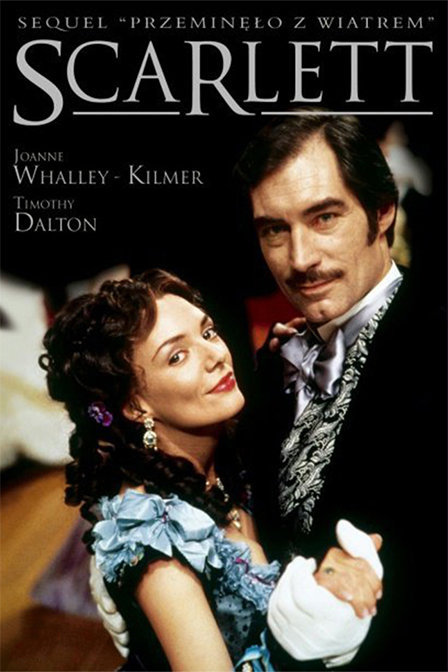 SEQUEL "PRZEMINĘŁO Z WIATREM"
SCARLETT
JOANNE
WHALLEY - KILMER
TIMOTHY
DALTON